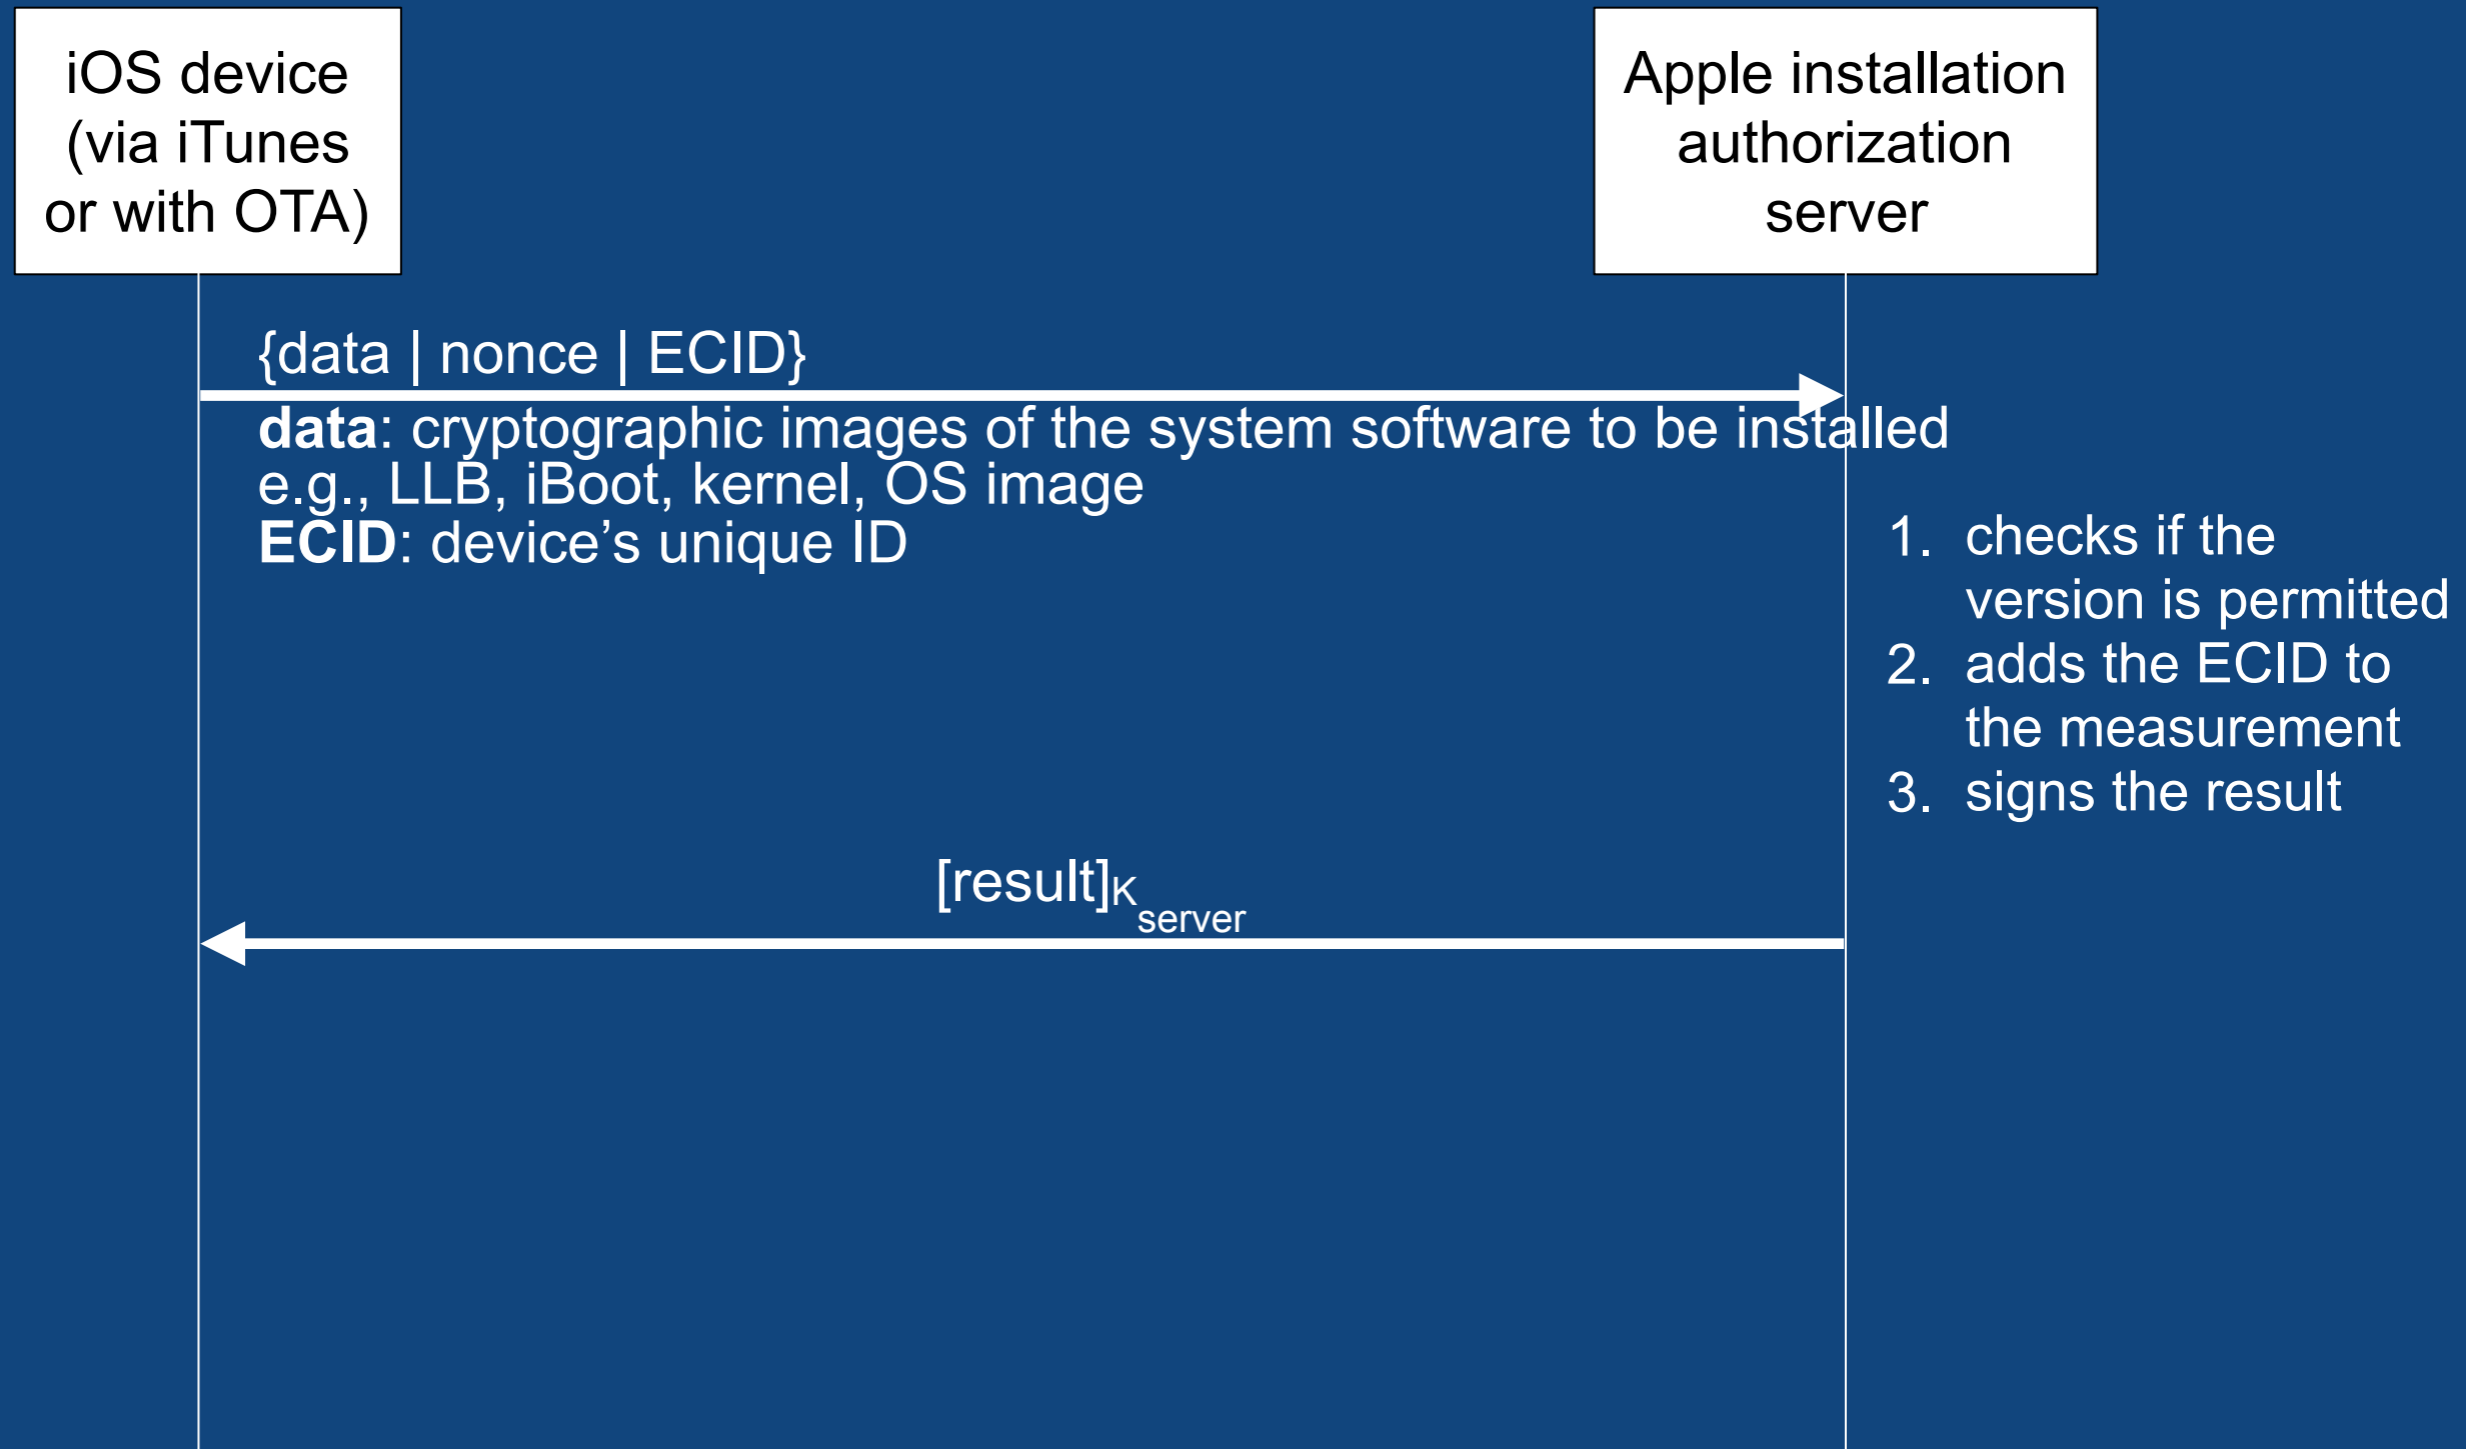 iOS device
(via iTunes
or with OTA)
Apple installation
authorization
server
{data | nonce | ECID}
data: cryptographic images of the system software to be installed
e.g., LLB, iBoot, kernel, OS image
ECID: device’s unique ID
1. checks if the
version is permitted
2. adds the ECID to
the measurement
3. signs the result
[result]K server